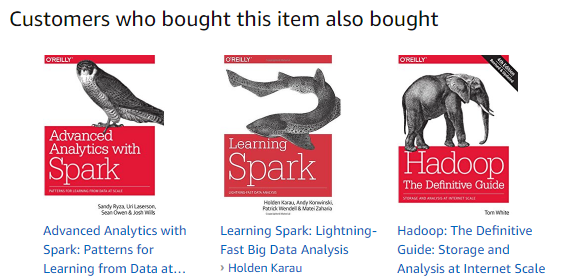 Customers who bought this item also bought
O'REILLY®
Advanced
Analytics with
Spark
PATTERNS FOR LEARNING FROM DATA AT SCALE
Sandy Ryza, Uri Laserson,
Sean Owen & Josh Wills
Advanced Analytics with
Spark: Patterns for
Learning from Data at…
O'REILLY®
Learning
Spark
LIGHTNING-FAST DATA ANALYSIS
Holden Karau, Andy Konwinski,
Patrick Wendell & Matei Zaharia
Learning Spark: Lightning-
Fast Big Data Analysis
› Holden Karau
O'REILLY®
4th Edition
Hadoop
The Definitive Guide
STORAGE AND ANALYSIS AT INTERNET SCALE
Tom White
Hadoop: The Definitive
Guide: Storage and
Analysis at Internet Scale